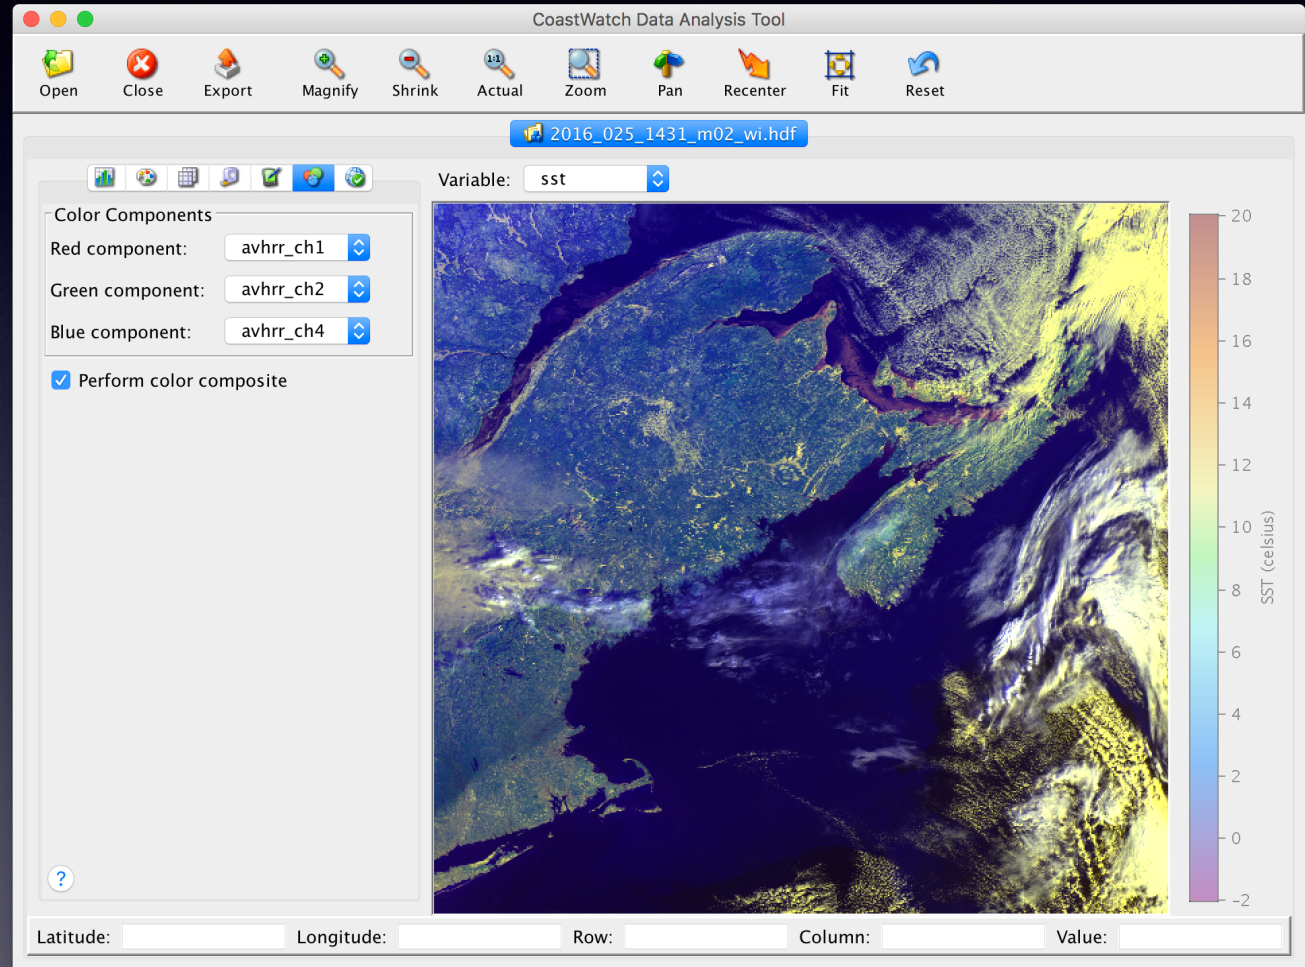 CoastWatch Data Analysis Tool
Open Close Export Magnify Shrink Actual Zoom Pan Recenter Fit Reset
1:1
2016_025_1431_m02_wi.hdf
Variable: sst
Color Components
Red component: avhrr_ch1
Green component: avhrr_ch2
Blue component: avhrr_ch4
Perform color composite
20
18
16
14
12
10
8
6
4
2
0
-2
SST (celsius)
?
Latitude: Longitude: Row: Column: Value: